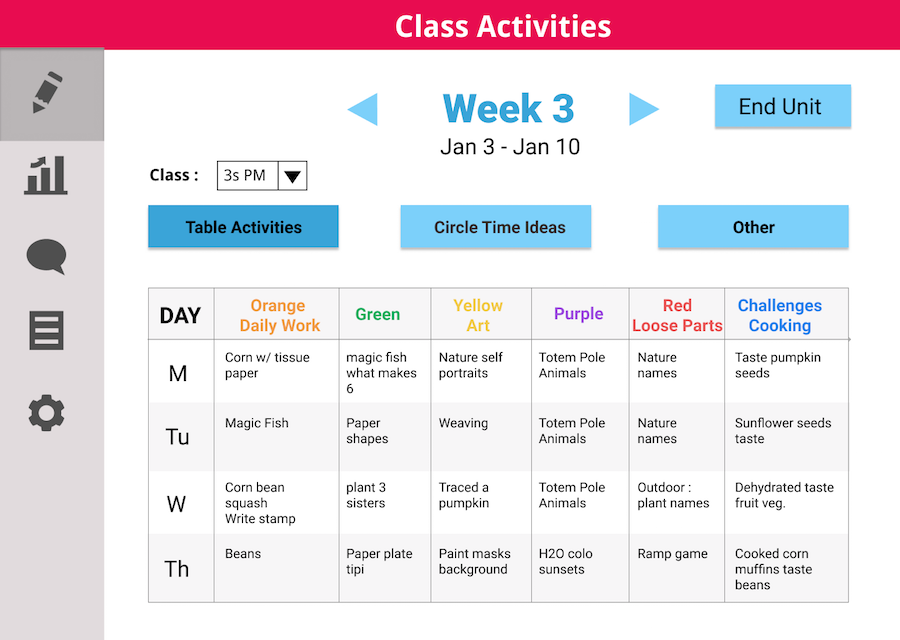 Class Activities
Week 3
End Unit
Jan 3 - Jan 10
Class : 3s PM
Table Activities
Circle Time Ideas
Other
DAY
Orange
Daily Work
Green
Yellow
Art
Purple
Red
Loose Parts
Challenges
Cooking
M
Corn w/ tissue
paper
magic fish
what makes
6
Nature self
portraits
Totem Pole
Animals
Nature
names
Taste pumpkin
seeds
Tu
Magic Fish
Paper
shapes
Weaving
Totem Pole
Animals
Nature
names
Sunflower seeds
taste
W
Corn bean
squash
Write stamp
plant 3
sisters
Traced a
pumpkin
Totem Pole
Animals
Outdoor :
plant names
Dehydrated taste
fruit veg.
Th
Beans
Paper plate
tipi
Paint masks
background
H2O colo
sunsets
Ramp game
Cooked corn
muffins taste
beans